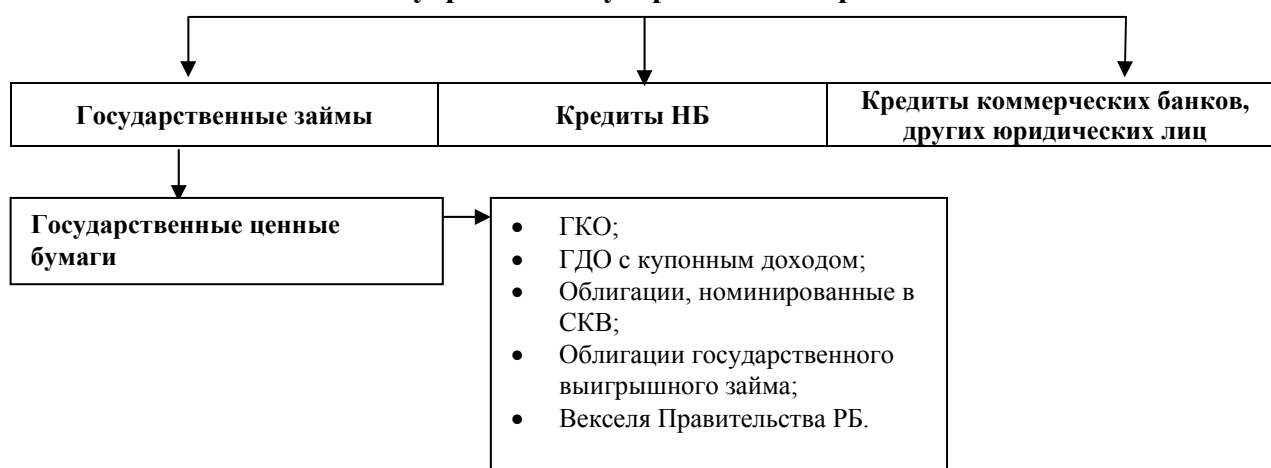 Государственные займы
Кредиты НБ
Кредиты коммерческих банков,
других юридических лиц
Государственные ценные
бумаги
• ГКО;
• ГДО с купонным доходом;
• Облигации, номинированные в
СКВ;
• Облигации государственного
выигрышного займа;
• Векселя Правительства РБ.